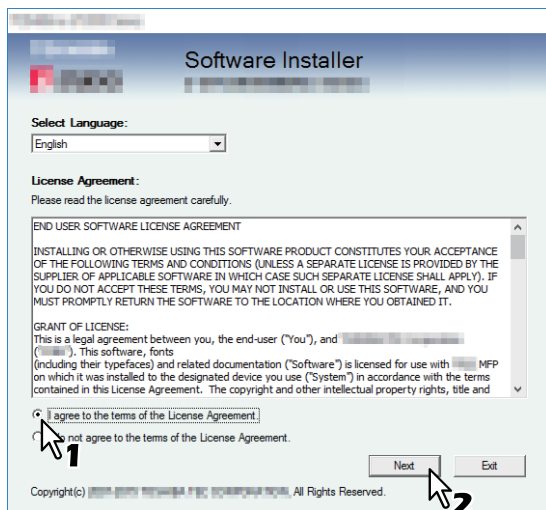 Software Installer
Select Language:
English
License Agreement:
Please read the license agreement carefully.
END USER SOFTWARE LICENSE AGREEMENT
INSTALLING OR OTHERWISE USING THIS SOFTWARE PRODUCT CONSTITUTES YOUR ACCEPTANCE
OF THE FOLLOWING TERMS AND CONDITIONS (UNLESS A SEPARATE LICENSE IS PROVIDED BY THE
SUPPLIER OF APPLICABLE SOFTWARE IN WHICH CASE SUCH SEPARATE LICENSE SHALL APPLY). IF
YOU DO NOT ACCEPT THESE TERMS, YOU MAY NOT INSTALL OR USE THIS SOFTWARE, AND YOU
MUST PROMPTLY RETURN THE SOFTWARE TO THE LOCATION WHERE YOU OBTAINED IT.
GRANT OF LICENSE:
This is a legal agreement between you, the end-user ("You"), and
("). This software, fonts
(including their typefaces) and related documentation ("Software") is licensed for use with MFP
on which it was installed to the designated device you use ("System") in accordance with the terms
contained in this License Agreement. The copyright and other intellectual property rights, title and
I agree to the terms of the License Agreement.
not agree to the terms of the License Agreement.
1
Next
Exit
2
Copyright(c) All Rights Reserved.